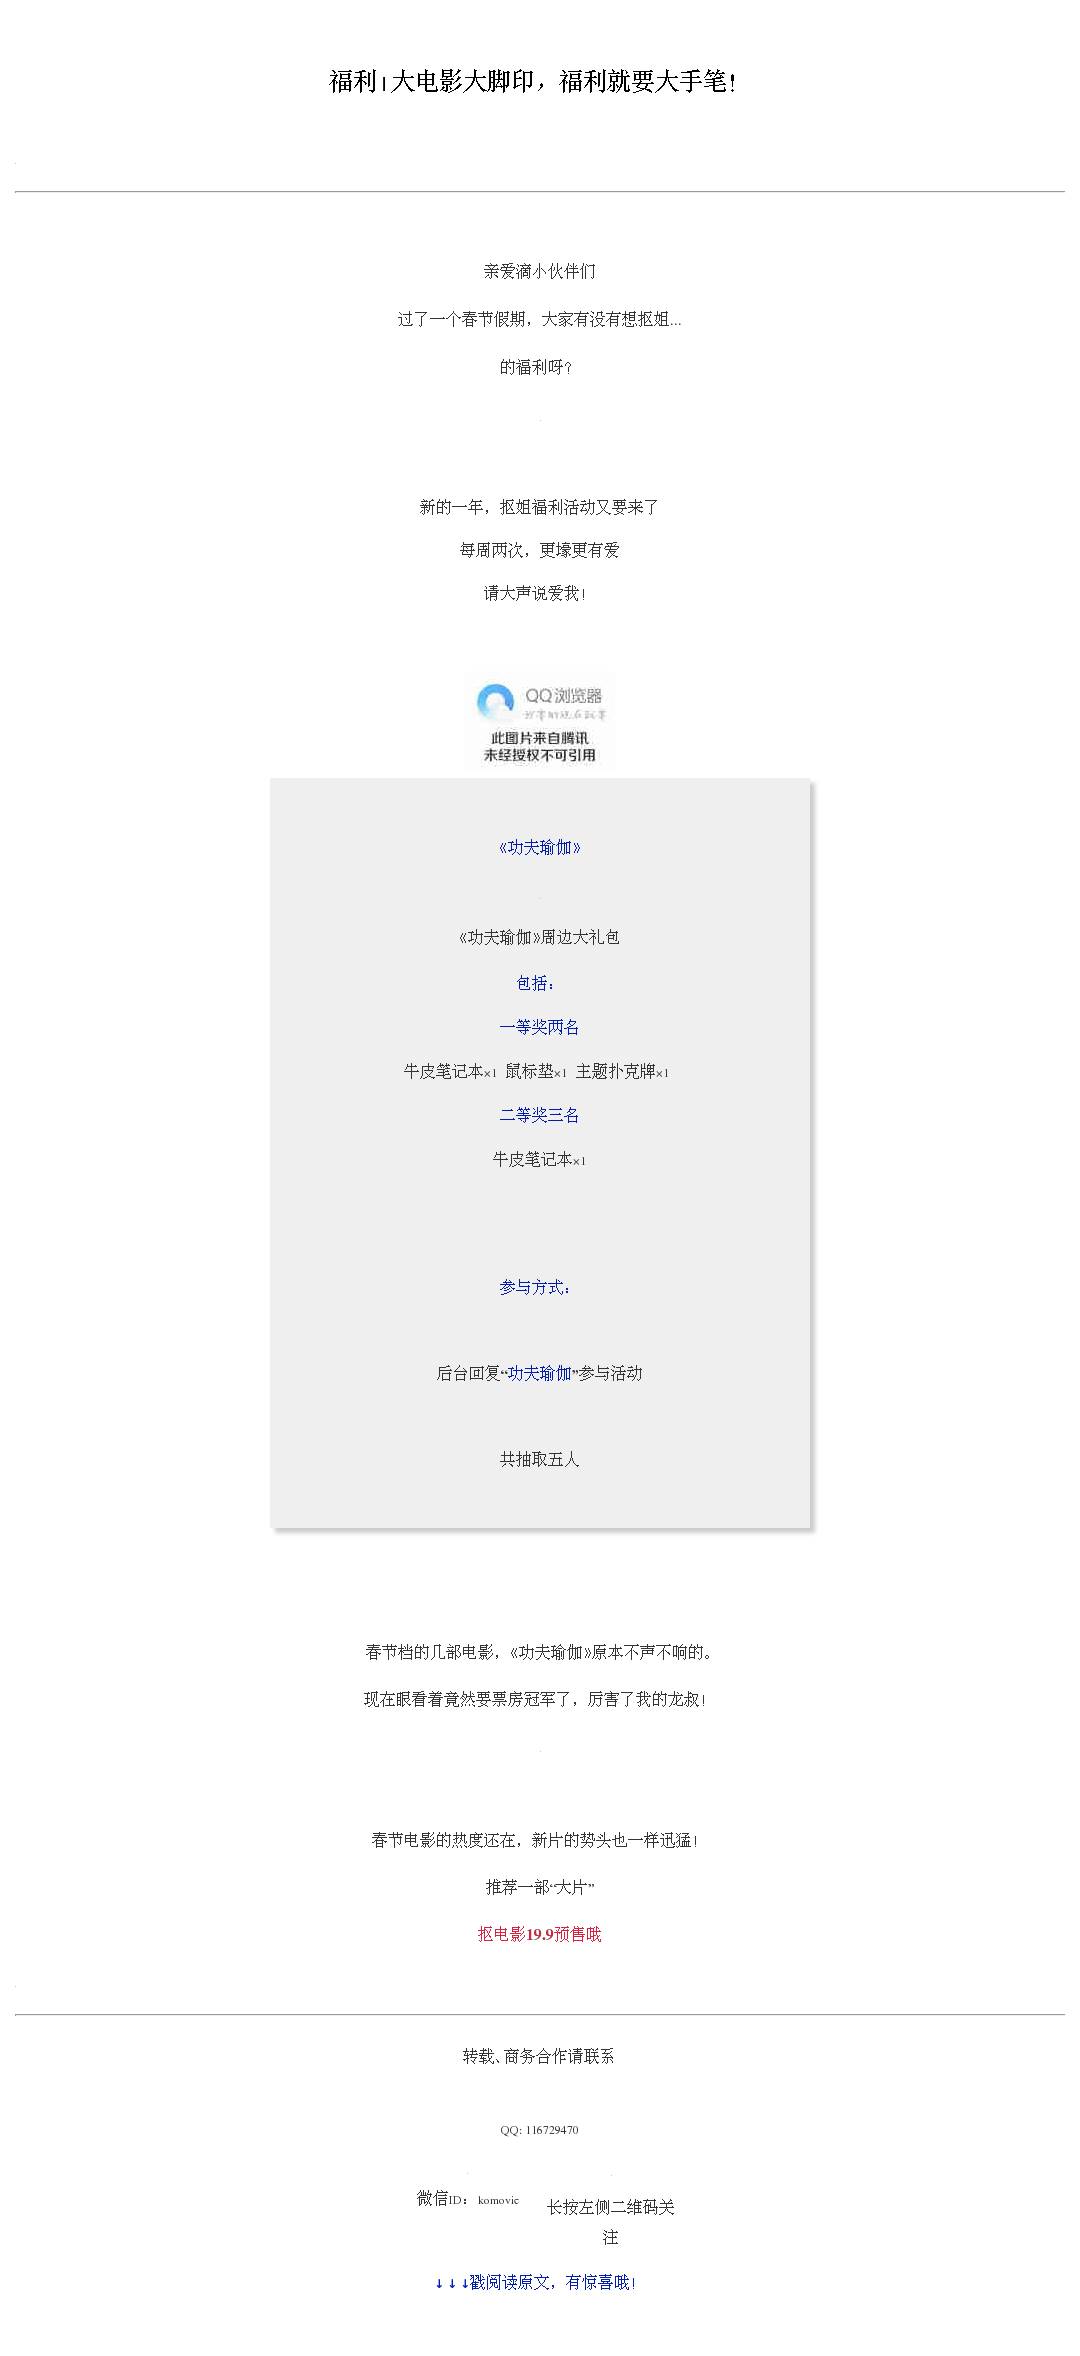 福利|大电影大脚印，福利就要大手笔！
亲爱滴小伙伴们
过了一个春节假期，大家有没有想抠姐...
的福利呀？
新的一年，抠姐福利活动又要来了
每周两次，更壕更有爱
请大声说爱我！
QQ浏览器
此图片来自腾讯
未经授权不可引用
《功夫瑜伽》
《功夫瑜伽》周边大礼包
包括：
一等奖两名
牛皮笔记本×1 鼠标垫×1 主题扑克牌×1
二等奖三名
牛皮笔记本×1
参与方式：
后台回复“功夫瑜伽”参与活动
共抽取五人
春节档的几部电影，《功夫瑜伽》原本不声不响的。
现在眼看着竟然要票房冠军了，厉害了我的龙叔！
春节电影的热度还在，新片的势头也一样迅猛！
推荐一部“大片”
抠电影19.9预售哦
转载、商务合作请联系
QQ: 116729470
微信ID：komovic
长按左侧二维码关
注
↓↓↓戳阅读原文，有惊喜哦！